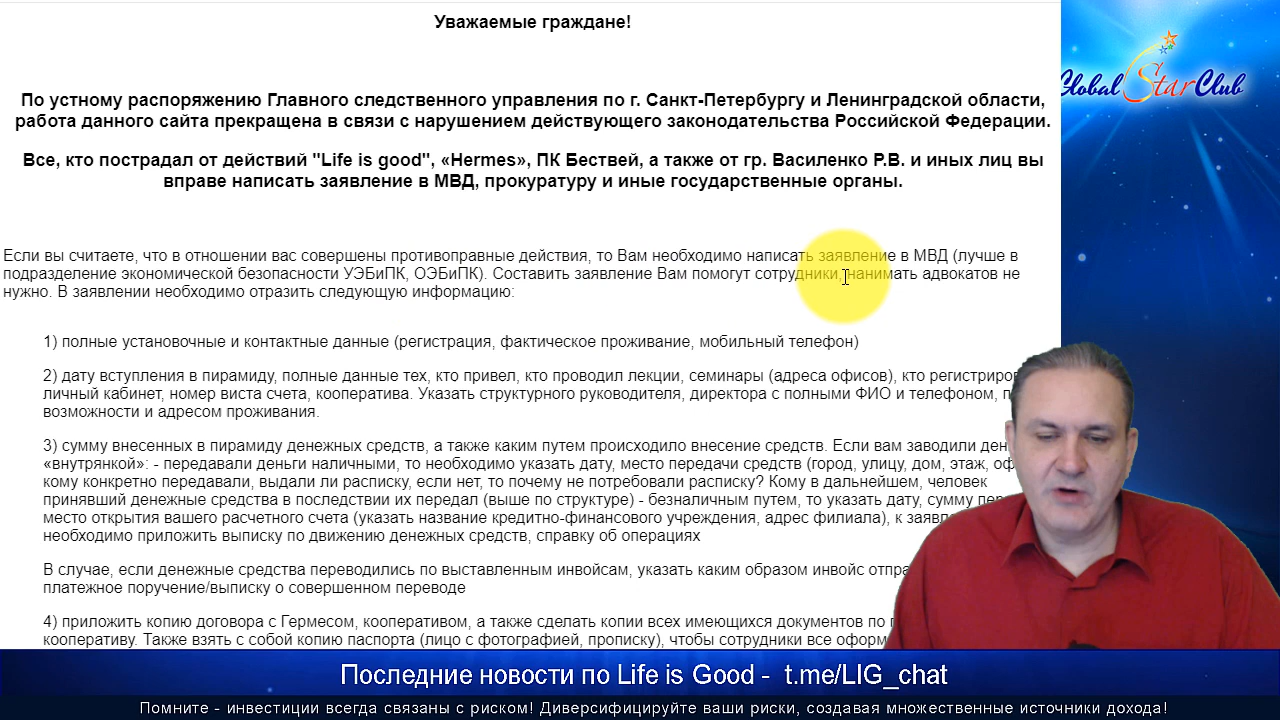 Уважаемые граждане!
Global Star Club
По устному распоряжению Главного следственного управления по г. Санкт-Петербургу и Ленинградской области,
работа данного сайта прекращена в связи с нарушением действующего законодательства Российской Федерации.
Все, кто пострадал от действий "Life is good", «Hermes», ПК Бествей, а также от гр. Василенко Р.В. и иных лиц вы
вправе написать заявление в МВД, прокуратуру и иные государственные органы.
Если вы считаете, что в отношении вас совершены противоправные действия, то Вам необходимо написать заявление в МВД (лучше в
подразделение экономической безопасности УЭБиПК, ОЭБиПК). Составить заявление Вам помогут сотрудники, нанимать адвокатов не
нужно. В заявлении необходимо отразить следующую информацию:
1) полные установочные и контактные данные (регистрация, фактическое проживание, мобильный телефон)
2) дату вступления в пирамиду, полные данные тех, кто привел, кто проводил лекции, семинары (адреса офисов), кто
личный кабинет, номер виста счета, кооператива. Указать структурного руководителя, директора с полными ФИО и телефоном,
возможности и адресом проживания.
3) сумму внесенных в пирамиду денежных средств, а также каким путем происходило внесение средств. Если вам заводили
«внутрянкой»: - передавали деньги наличными, то необходимо указать дату, место передачи средств (город, улицу, дом, этаж,
кому конкретно передавали, выдали ли расписку, если нет, то почему не потребовали расписку? Кому в дальнейшем, человек
принявший денежные средства в последствии их передал (выше по структуре) - безналичным путем, то указать дату, сумму
место открытия вашего расчетного счета (указать название кредитно-финансового учреждения, адрес филиала), к
необходимо приложить выписку по движению денежных средств, справку об операциях
В случае, если денежные средства переводились по выставленным инвойсам, указать каким образом инвойс
платежное поручение/выписку о совершенном переводе
4) приложить копию договора с Гермесом, кооперативом, а также сделать копии всех имеющихся документов по
кооперативу. Также взять с собой копию паспорта (лицо с фотографией, прописку), чтобы сотрудники все
Последние новости по Life is Good - t.me/LIG_chat
Помните - инвестиции всегда связаны с риском! Диверсифицируйте ваши риски, создавая множественные источники дохода!